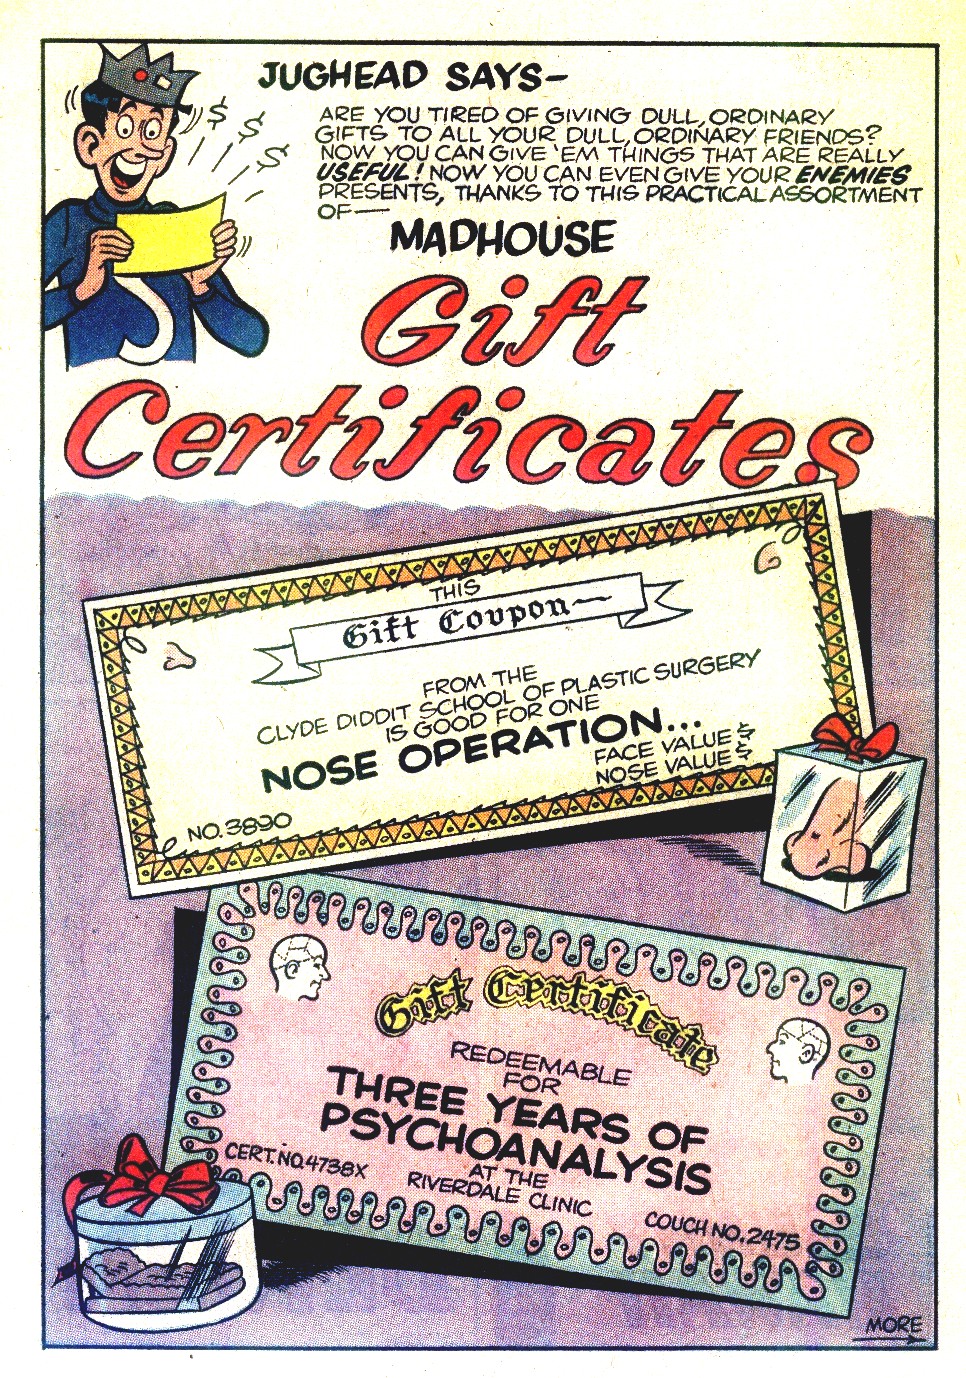 JUGHEAD SAYS—
ARE YOU TIRED OF GIVING DULL, ORDINARY
GIFTS TO ALL YOUR DULL, ORDINARY FRIENDS?
NOW YOU CAN GIVE 'EM THINGS THAT ARE REALLY
USEFUL! NOW YOU CAN EVEN GIVE YOUR ENEMIES
PRESENTS, THANKS TO THIS PRACTICAL ASSORTMENT
OF—
MADHOUSE
Gift
Certificates
$
$
$
THIS
Gift Coupon—
FROM THE
CLYDE DIDDIT SCHOOL OF PLASTIC SURGERY
IS GOOD FOR ONE
NOSE OPERATION...
FACE VALUE $
NOSE VALUE $
NO. 3890
Gift Certificate
REDEEMABLE
FOR
THREE YEARS OF
PSYCHOANALYSIS
AT THE
RIVERDALE CLINIC
CERT. NO. 4738X
COUCH NO. 2475
MORE